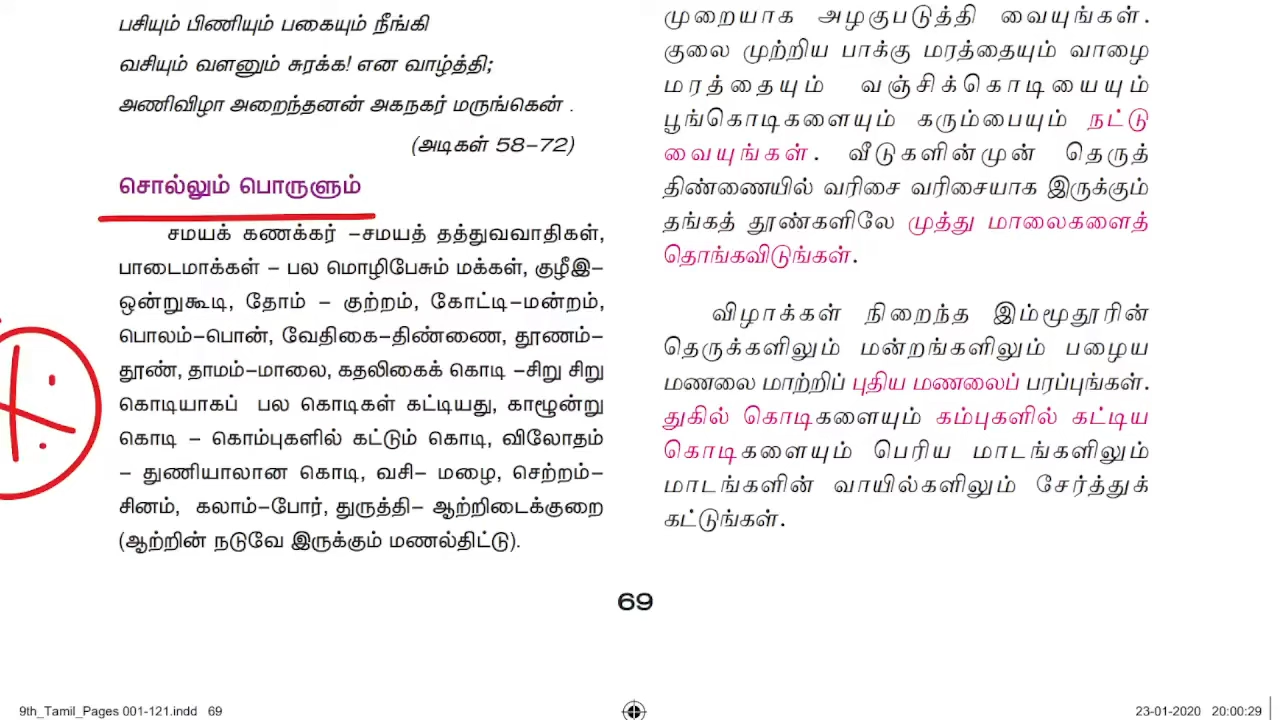 பசியும் பிணியும் பகையும் நீங்கி
வசியும் வளனும் சுரக்க! என வாழ்த்தி;
அணிவிழா அறைந்தனன் அகநகர் மருங்கென் .
(அடிகள் 58-72)
சொல்லும் பொருளும்
சமயக் கணக்கர் -சமயத் தத்துவவாதிகள்,
பாடைமாக்கள் - பல மொழிபேசும் மக்கள், குழீஇ-
ஒன்றுகூடி, தோம் - குற்றம், கோட்டி-மன்றம்,
பொலம்-பொன், வேதிகை-திண்ணை, தூணம்-
தூண், தாமம்-மாலை, கதலிகைக் கொடி -சிறு சிறு
கொடியாகப் பல கொடிகள் கட்டியது, காழூன்று
கொடி - கொம்புகளில் கட்டும் கொடி, விலோதம்
- துணியாலான கொடி, வசி- மழை, செற்றம்-
சினம், கலாம்-போர், துருத்தி- ஆற்றிடைக்குறை
(ஆற்றின் நடுவே இருக்கும் மணல்திட்டு).
முறையாக அழகுபடுத்தி வையுங்கள்.
குலை முற்றிய பாக்கு மரத்தையும் வாழை
மரத்தையும் வஞ்சிக்கொடியையும்
பூங்கொடிகளையும் கரும்பையும் நட்டு
வையுங்கள். வீடுகளின்முன் தெருத்
திண்ணையில் வரிசை வரிசையாக இருக்கும்
தங்கத் தூண்களிலே முத்து மாலைகளைத்
தொங்கவிடுங்கள்.
விழாக்கள் நிறைந்த இம்மூதூரின்
தெருக்களிலும் மன்றங்களிலும் பழைய
மணலை மாற்றிப் புதிய மணலைப் பரப்புங்கள்.
துகில் கொடிகளையும் கம்புகளில் கட்டிய
கொடிகளையும் பெரிய மாடங்களிலும்
மாடங்களின் வாயில்களிலும் சேர்த்துக்
கட்டுங்கள்.
69
9th_Tamil_Pages 001-121.indd 69
23-01-2020 20:00:29